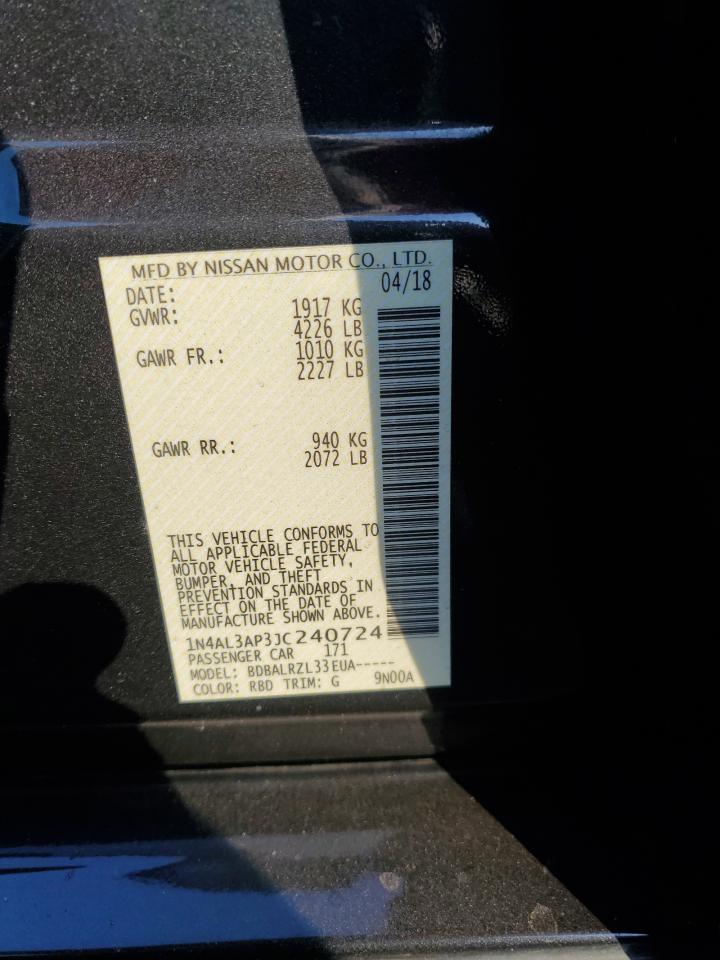 MFD BY NISSAN MOTOR CO., LTD.
DATE: 04/18
GVWR: 1917 KG
4226 LB
GAWR FR.: 1010 KG
2227 LB
GAWR RR.: 940 KG
2072 LB
THIS VEHICLE CONFORMS TO
ALL APPLICABLE FEDERAL
MOTOR VEHICLE SAFETY,
BUMPER, AND THEFT
PREVENTION STANDARDS IN
EFFECT ON THE DATE OF
MANUFACTURE SHOWN ABOVE.
1N4AL3AP3JC240724
PASSENGER CAR 171
MODEL: BDBALRZL33EUA-----
COLOR: RBD TRIM: G 9N00A